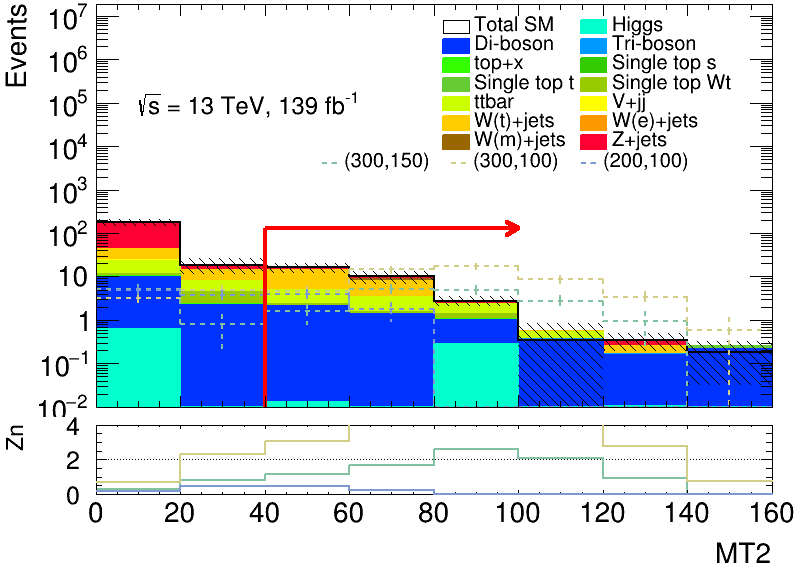 Events
10^7
10^6
10^5
10^4
10^3
10^2
10
1
10^-1
10^-2
Total SM Higgs
Di-boson Tri-boson
top+x Single top s
Single top t Single top Wt
ttbar V+jj
W(t)+jets W(e)+jets
W(m)+jets Z+jets
(300,150) (300,100) (200,100)
√s = 13 TeV, 139 fb^-1
Zn
4
2
0
0 20 40 60 80 100 120 140 160
MT2